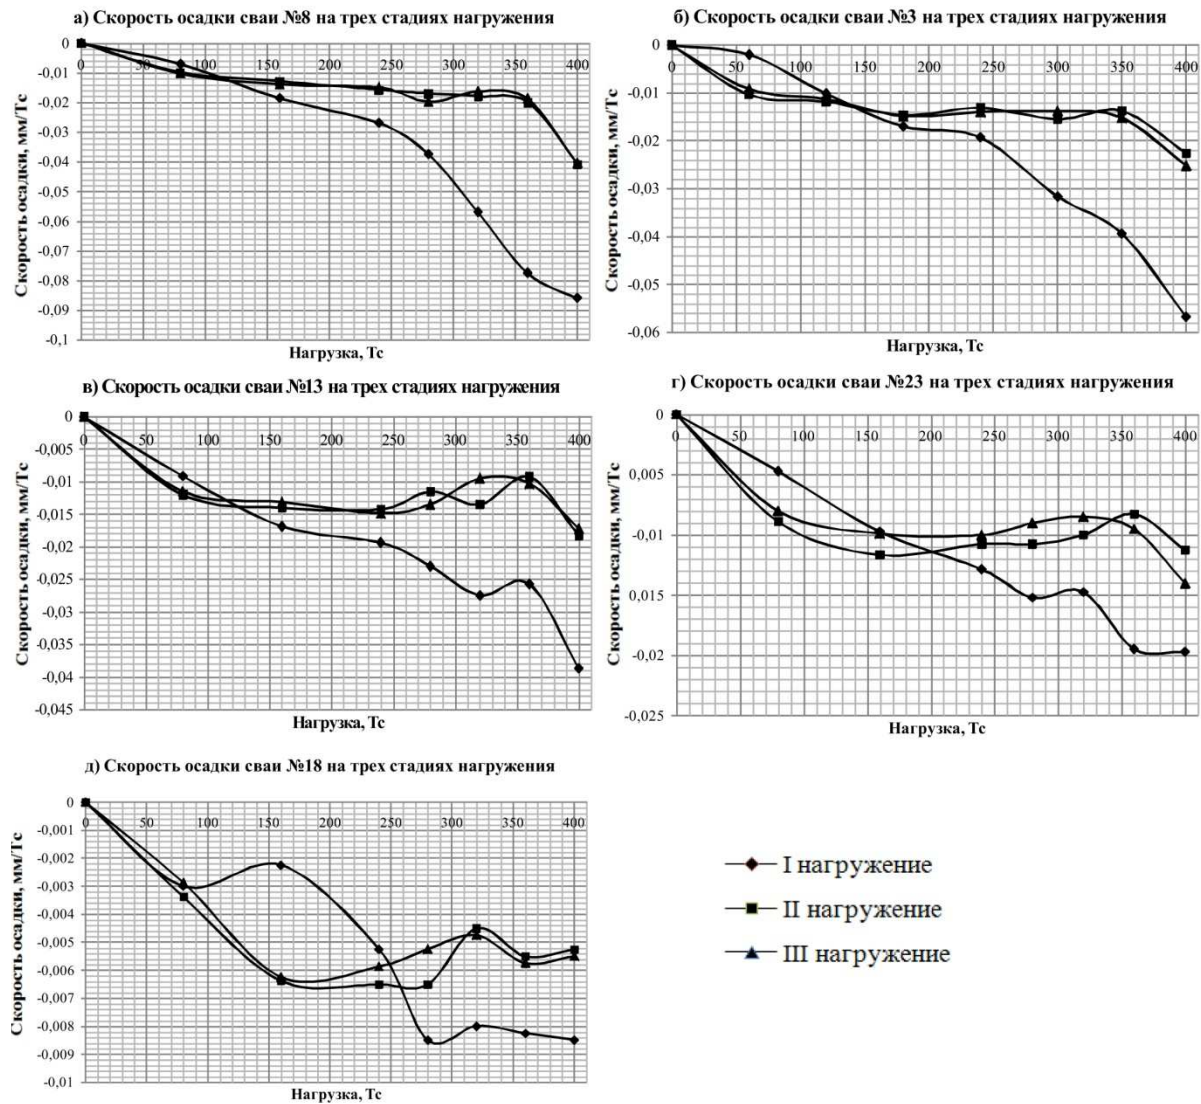 а) Скорость осадки сваи №8 на трех стадиях нагружения
0
-0,01
-0,02
-0,03
-0,04
-0,05
-0,06
-0,07
-0,08
-0,09
-0,1
0 50 100 150 200 250 300 350 400
Скорость осадки, мм/Тс
Нагрузка, Тс
б) Скорость осадки сваи №3 на трех стадиях нагружения
0
-0,01
-0,02
-0,03
-0,04
-0,05
-0,06
0 50 100 150 200 250 300 350 400
Скорость осадки, мм/Тс
Нагрузка, Тс
в) Скорость осадки сваи №13 на трех стадиях нагружения
0
-0,005
-0,01
-0,015
-0,02
-0,025
-0,03
-0,035
-0,04
-0,045
0 50 100 150 200 250 300 350 400
Скорость осадки, мм/Тс
Нагрузка, Тс
г) Скорость осадки сваи №23 на трех стадиях нагружения
0
0,005
-0,01
0,015
-0,02
-0,025
0 50 100 150 200 250 300 350 400
Скорость осадки, мм/Тс
Нагрузка, Тс
д) Скорость осадки сваи №18 на трех стадиях нагружения
0
-0,001
-0,002
-0,003
-0,004
-0,005
-0,006
-0,007
-0,008
-0,009
-0,01
0 50 100 150 200 250 300 350 400
Скорость осадки, мм/Тс
Нагрузка, Тс
I нагружение
II нагружение
III нагружение